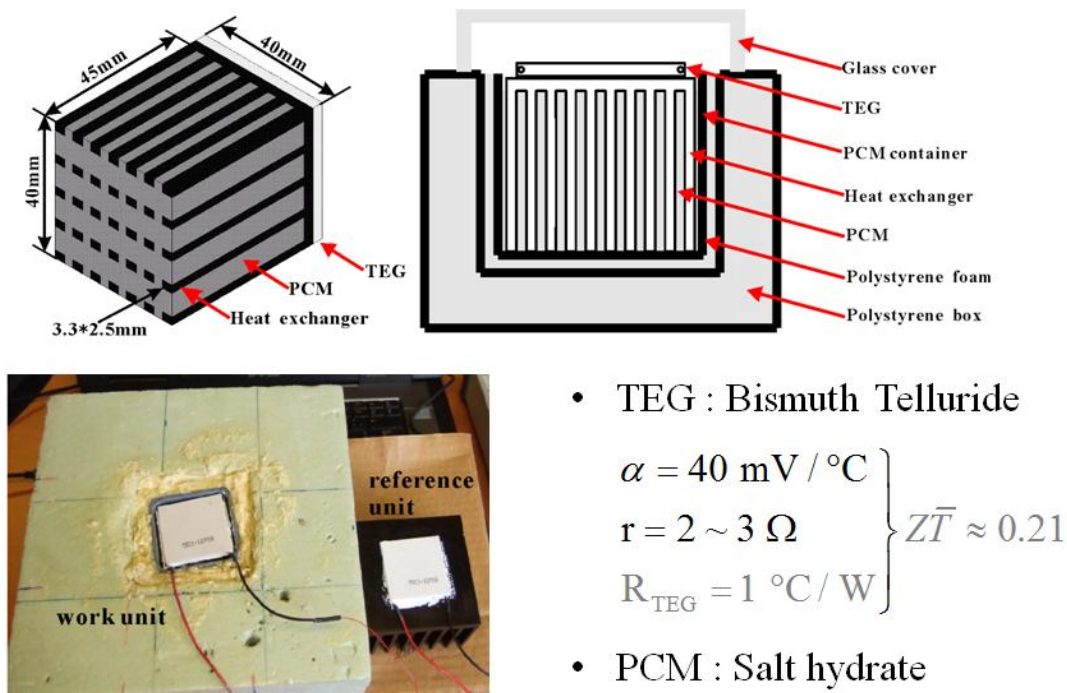 45mm
40mm
40mm
TEG
PCM
Heat exchanger
3.3*2.5mm
Glass cover
TEG
PCM container
Heat exchanger
PCM
Polystyrene foam
Polystyrene box
reference
unit
work unit
• TEG : Bismuth Telluride
α = 40 mV / °C
r = 2 ~ 3 Ω
R_TEG = 1 °C / W
ZT̅ ≈ 0.21
• PCM : Salt hydrate